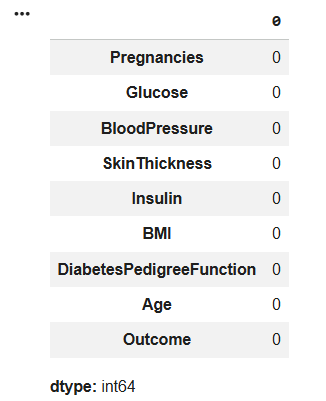 •••
0
Pregnancies 0
Glucose 0
BloodPressure 0
SkinThickness 0
Insulin 0
BMI 0
DiabetesPedigreeFunction 0
Age 0
Outcome 0
dtype: int64